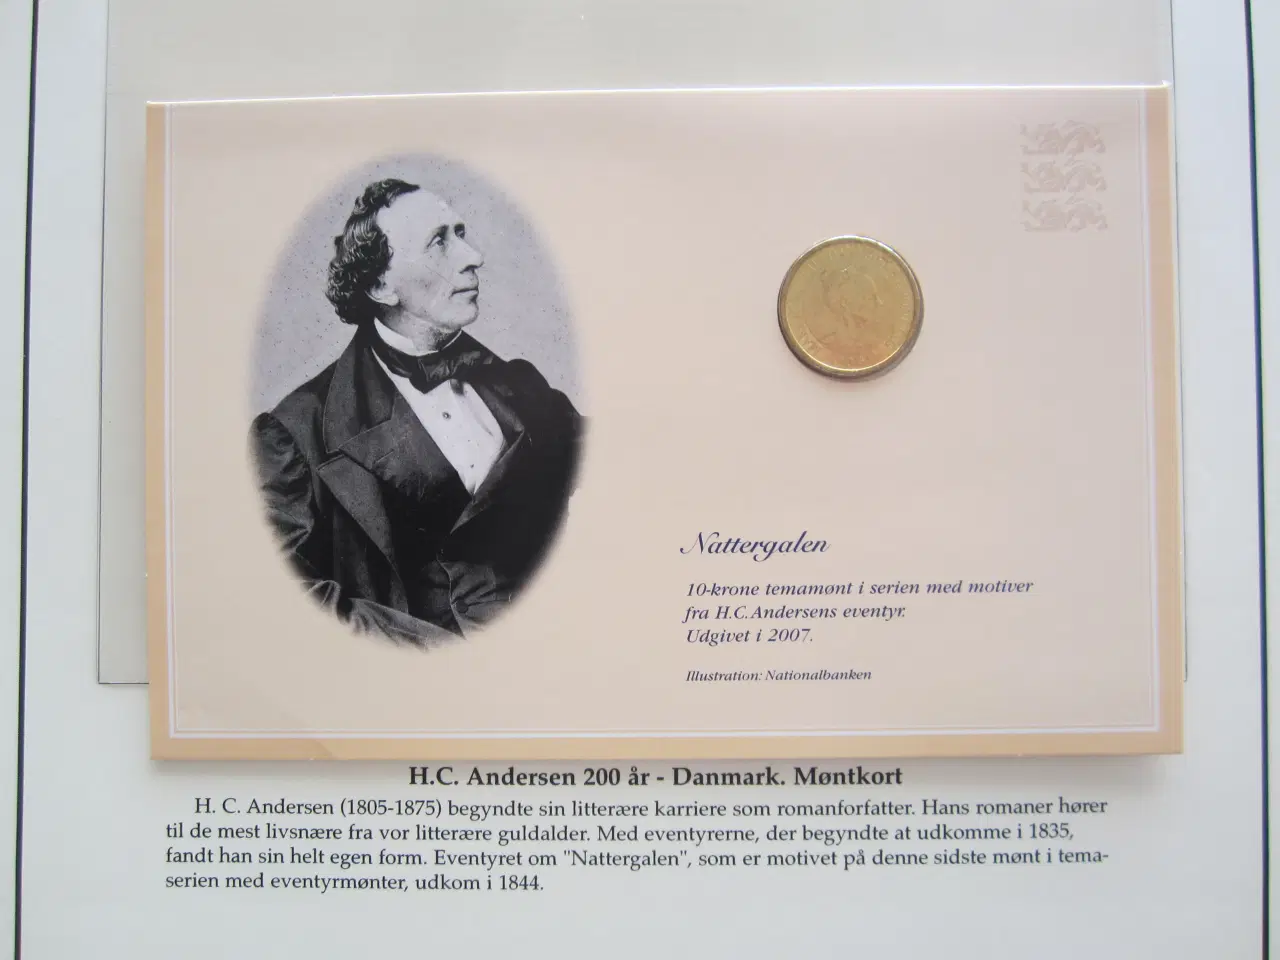 Nattergalen
10-krone temamønt i serien med motiver
fra H.C. Andersens eventyr.
Udgivet i 2007.
Illustration: Nationalbanken
H.C. Andersen 200 år - Danmark. Møntkort
H. C. Andersen (1805-1875) begyndte sin litterære karriere som romanforfatter. Hans romaner hører
til de mest livsnære fra vor litterære guldalder. Med eventyrerne, der begyndte at udkomme i 1835,
fandt han sin helt egen form. Eventyret om "Nattergalen", som er motivet på denne sidste mønt i tema-
serien med eventyrmønter, udkom i 1844.